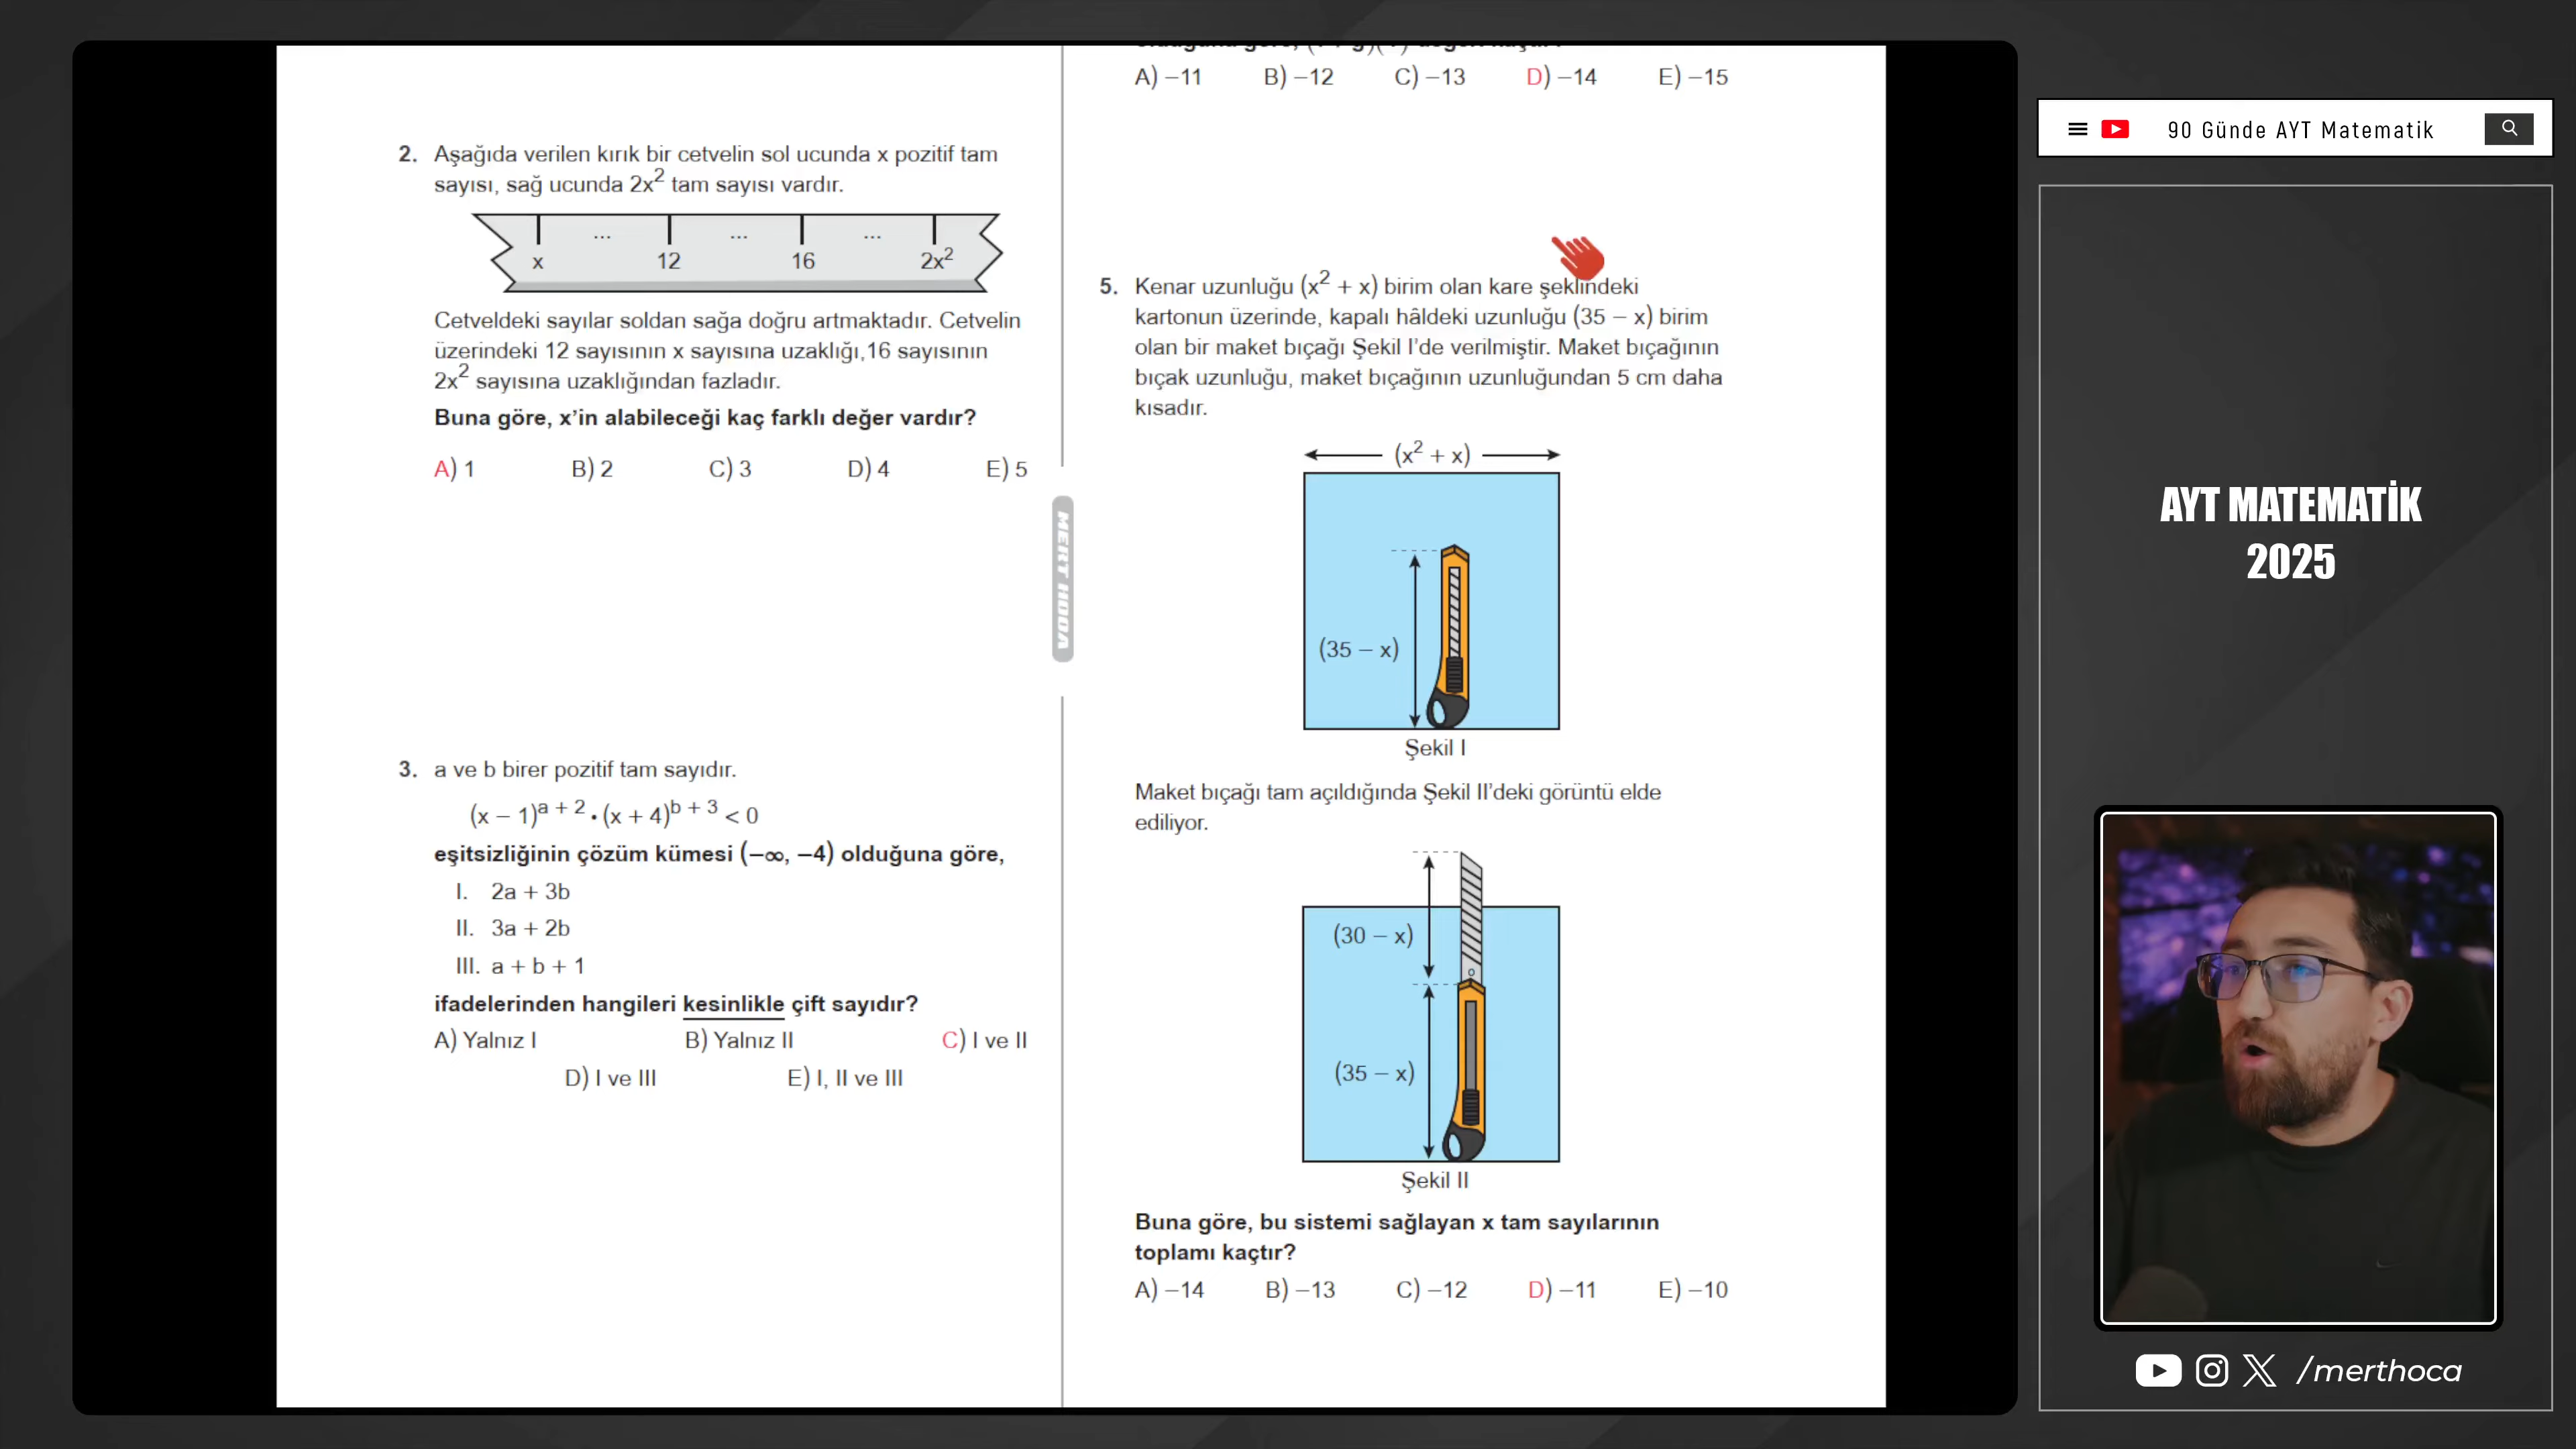 2. Aşağıda verilen kırık bir cetvelin sol ucunda x pozitif tam
sayısı, sağ ucunda 2x² tam sayısı vardır.
... ... ...
x 12 16 2x²
Cetveldeki sayılar soldan sağa doğru artmaktadır. Cetvelin
üzerindeki 12 sayısının x sayısına uzaklığı,16 sayısının
2x² sayısına uzaklığından fazladır.
Buna göre, x’in alabileceği kaç farklı değer vardır?
A) 1 B) 2 C) 3 D) 4 E) 5
3. a ve b birer pozitif tam sayıdır.
(x – 1)^(a + 2) • (x + 4)^(b + 3) < 0
eşitsizliğinin çözüm kümesi (–∞, –4) olduğuna göre,
I. 2a + 3b
II. 3a + 2b
III. a + b + 1
ifadelerinden hangileri kesinlikle çift sayıdır?
A) Yalnız I B) Yalnız II C) I ve II
D) I ve III E) I, II ve III
MERT HOCA
A) –11 B) –12 C) –13 D) –14 E) –15
5. Kenar uzunluğu (x² + x) birim olan kare şeklindeki
kartonun üzerinde, kapalı hâldeki uzunluğu (35 – x) birim
olan bir maket bıçağı Şekil I’de verilmiştir. Maket bıçağının
bıçak uzunluğu, maket bıçağının uzunluğundan 5 cm daha
kısadır.
(x² + x)
(35 – x)
Şekil I
Maket bıçağı tam açıldığında Şekil II’deki görüntü elde
ediliyor.
(30 – x)
(35 – x)
Şekil II
Buna göre, bu sistemi sağlayan x tam sayılarının
toplamı kaçtır?
A) –14 B) –13 C) –12 D) –11 E) –10
90 Günde AYT Matematik
AYT MATEMATİK
2025
/merthoca